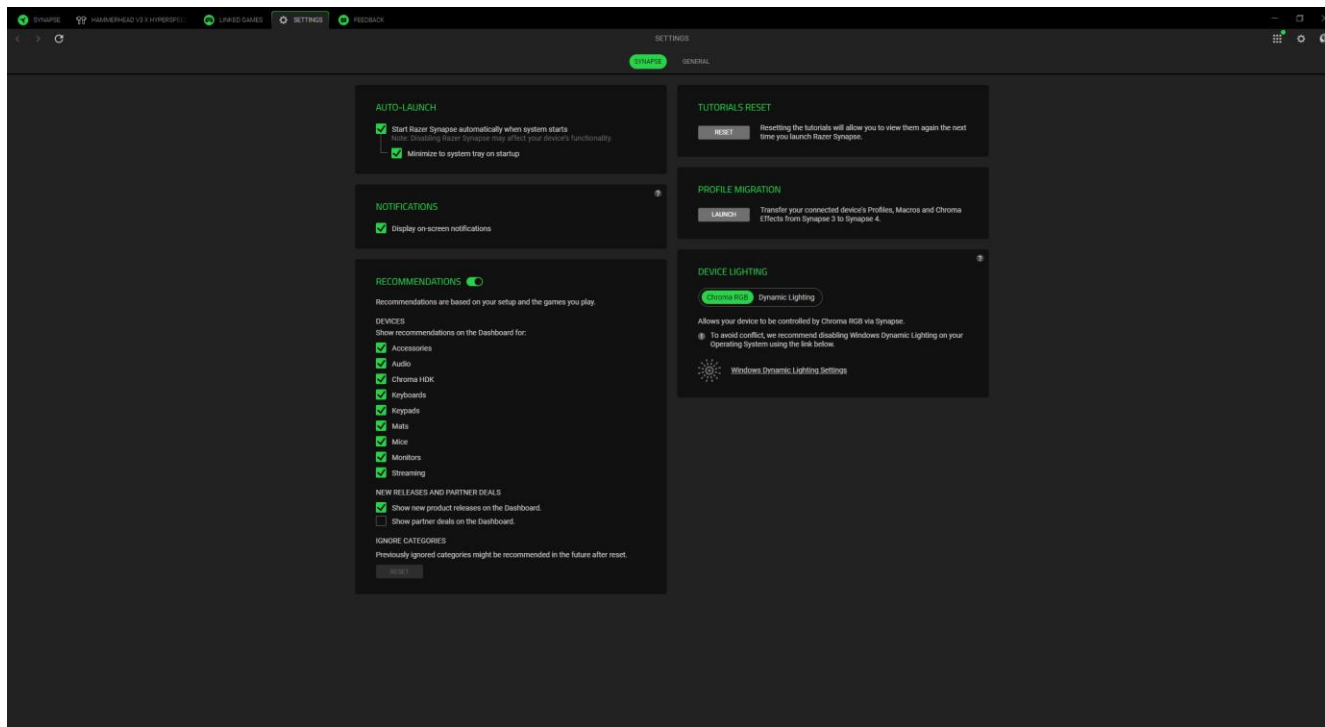 SYNAPSE
HAMMERHEAD V3 X HYPERSPEED
LINKED GAMES
SETTINGS
FEEDBACK
SETTINGS
SYNAPSE
GENERAL
AUTO-LAUNCH
Start Razer Synapse automatically when system starts
Note: Disabling Razer Synapse may affect your device's functionality.
Minimize to system tray on startup
NOTIFICATIONS
Display on-screen notifications
RECOMMENDATIONS
Recommendations are based on your setup and the games you play.
DEVICES
Show recommendations on the Dashboard for:
Accessories
Audio
Chroma HDK
Keyboards
Keypads
Mats
Mice
Monitors
Streaming
NEW RELEASES AND PARTNER DEALS
Show new product releases on the Dashboard.
Show partner deals on the Dashboard.
IGNORE CATEGORIES
Previously ignored categories might be recommended in the future after reset.
RESET
TUTORIALS RESET
RESET
Resetting the tutorials will allow you to view them again the next
time you launch Razer Synapse.
PROFILE MIGRATION
LAUNCH
Transfer your connected device's Profiles, Macros and Chroma
Effects from Synapse 3 to Synapse 4.
DEVICE LIGHTING
Chroma RGB
Dynamic Lighting
Allows your device to be controlled by Chroma RGB via Synapse.
To avoid conflict, we recommend disabling Windows Dynamic Lighting on your
Operating System using the link below.
Windows Dynamic Lighting Settings